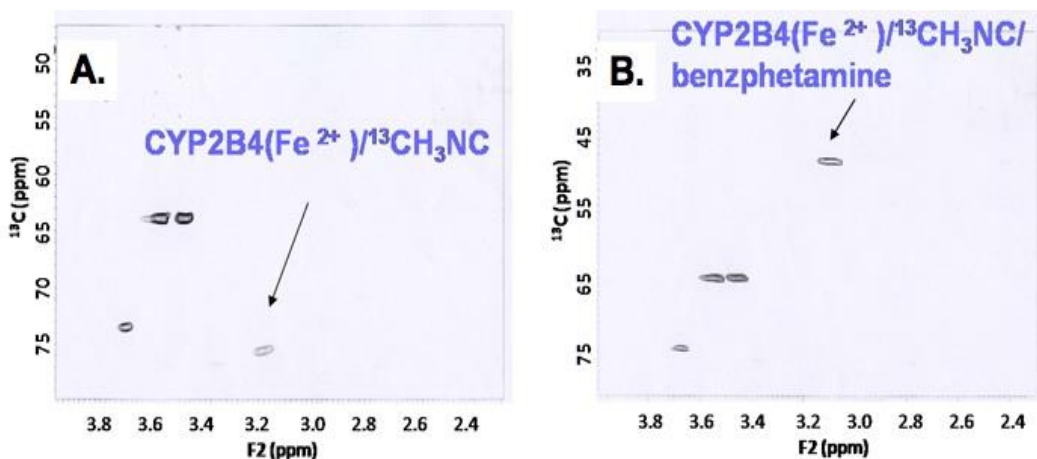 A.
CYP2B4(Fe ²⁺ )/¹³CH₃NC
50
55
60
65
70
75
¹³C (ppm)
3.8 3.6 3.4 3.2 3.0 2.8 2.6 2.4
F2 (ppm)
B.
CYP2B4(Fe ²⁺ )/¹³CH₃NC/
benzphetamine
35
45
55
65
75
¹³C (ppm)
3.8 3.6 3.4 3.2 3.0 2.8 2.6 2.4
F2 (ppm)